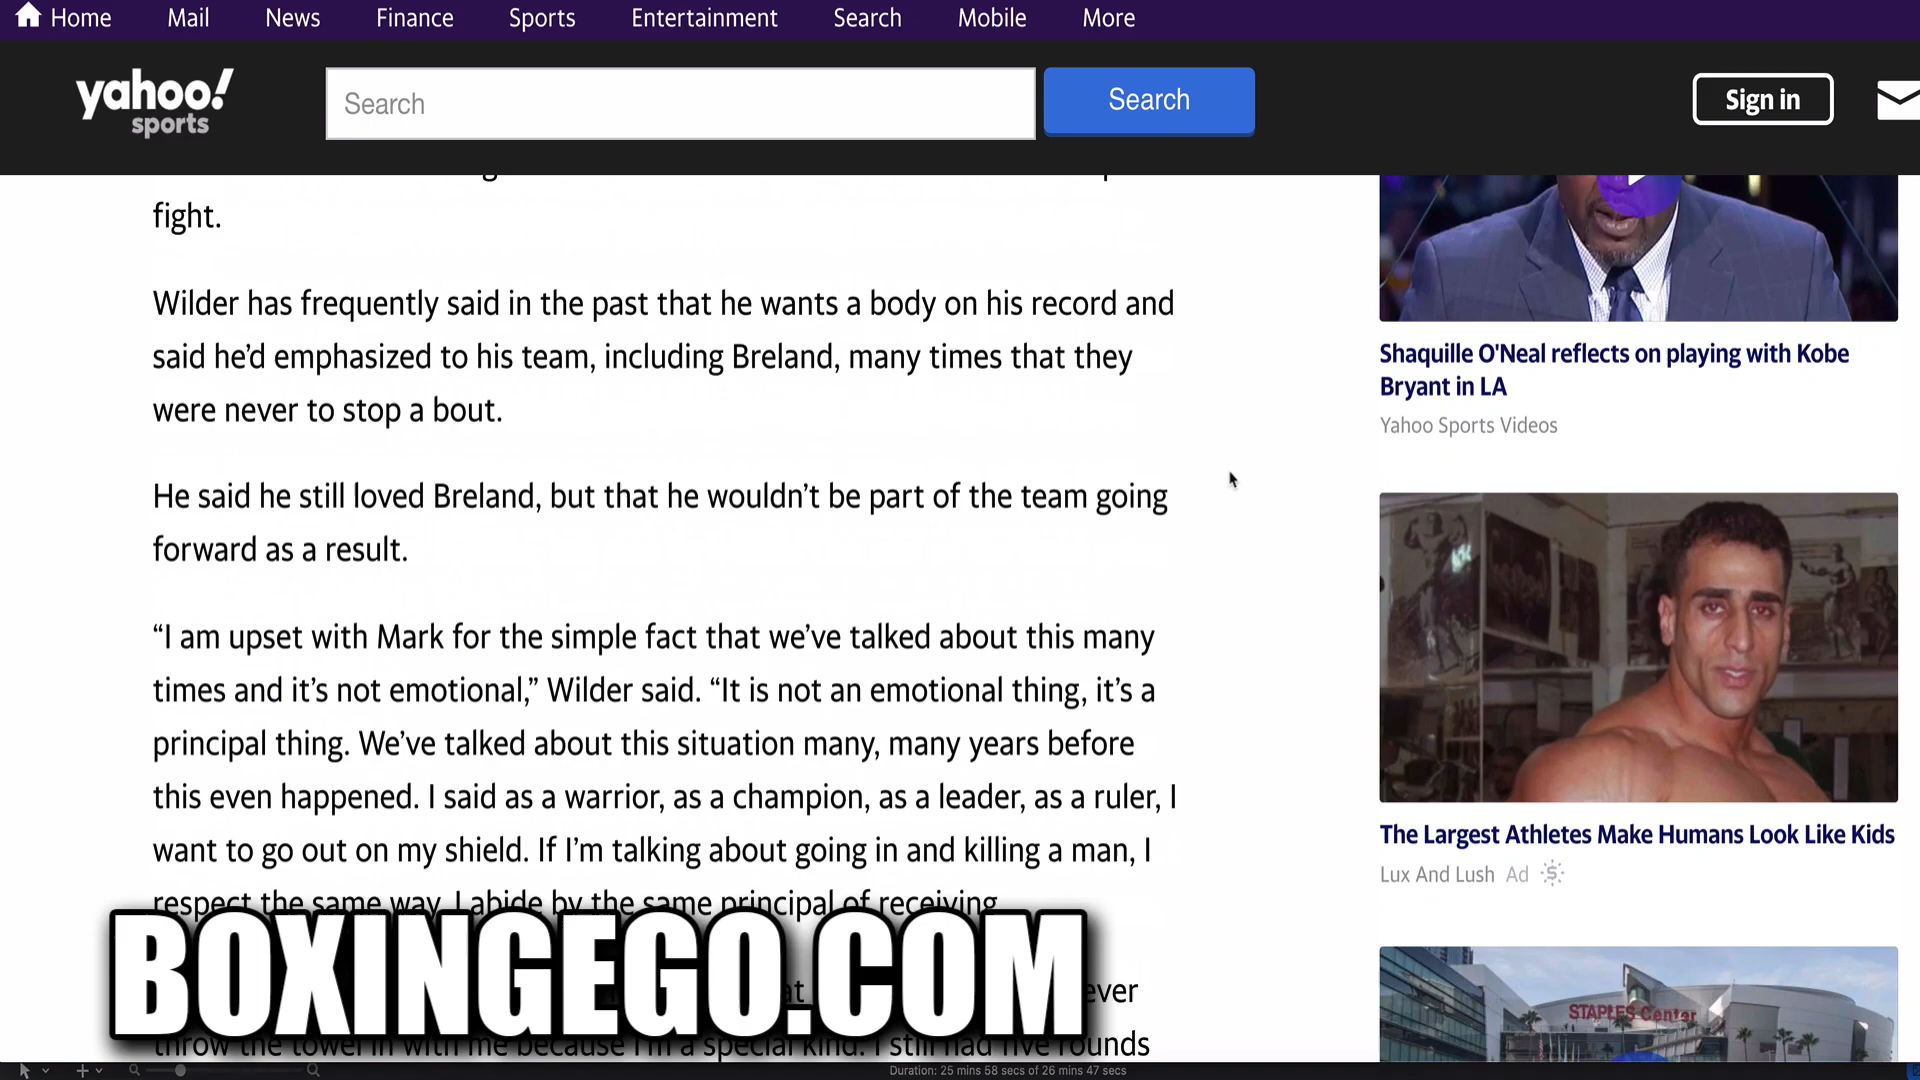 Home Mail News Finance Sports Entertainment Search Mobile More
yahoo!
sports
Search
Search
Sign in
fight.
Wilder has frequently said in the past that he wants a body on his record and
said he’d emphasized to his team, including Breland, many times that they
were never to stop a bout.
He said he still loved Breland, but that he wouldn’t be part of the team going
forward as a result.
“I am upset with Mark for the simple fact that we’ve talked about this many
times and it’s not emotional,” Wilder said. “It is not an emotional thing, it’s a
principal thing. We’ve talked about this situation many, many years before
this even happened. I said as a warrior, as a champion, as a leader, as a ruler, I
want to go out on my shield. If I’m talking about going in and killing a man, I
respect the same way. I abide by the same principal of receiving
ever
throw the towel in with me because I’m a special kind. I still had five rounds
BOXINGEGO.COM
Shaquille O'Neal reflects on playing with Kobe
Bryant in LA
Yahoo Sports Videos
The Largest Athletes Make Humans Look Like Kids
Lux And Lush Ad
STAPLES Center
Duration: 25 mins 58 secs of 26 mins 47 secs